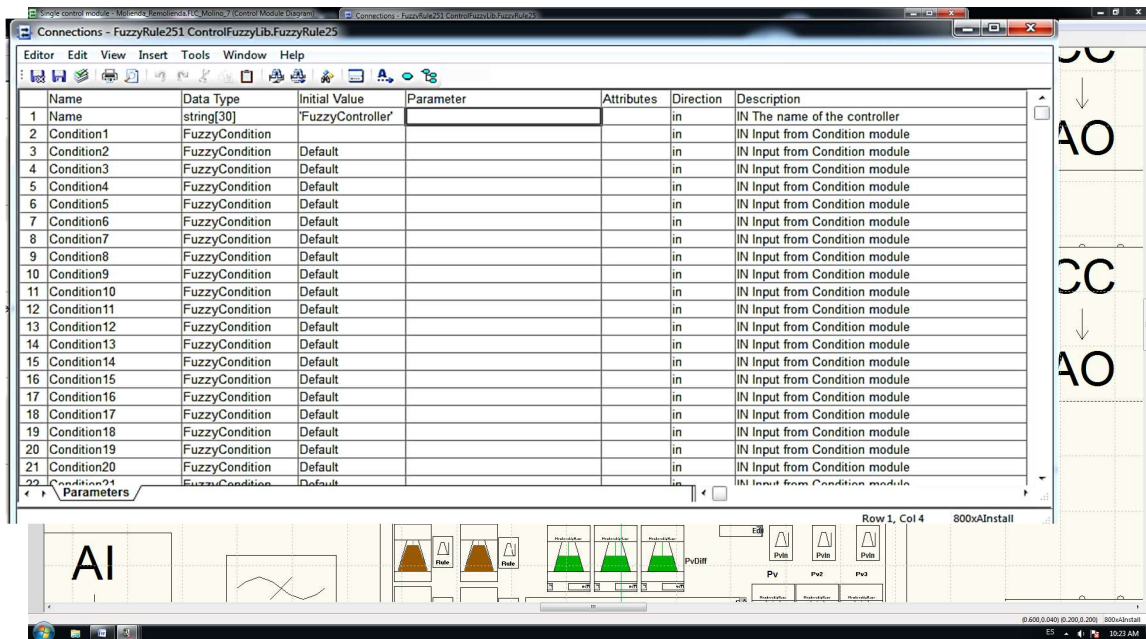 Single control module - Molienda_Remolienda.FLC_Molino_7 (Control Module Diagram)
Connections - FuzzyRule251 ControlFuzzyLib.FuzzyRule25
Connections - FuzzyRule251 ControlFuzzyLib.FuzzyRule25
Editor Edit View Insert Tools Window Help
Name Data Type Initial Value Parameter Attributes Direction Description
1 Name string[30] 'FuzzyController' in IN The name of the controller
2 Condition1 FuzzyCondition in IN Input from Condition module
3 Condition2 FuzzyCondition Default in IN Input from Condition module
4 Condition3 FuzzyCondition Default in IN Input from Condition module
5 Condition4 FuzzyCondition Default in IN Input from Condition module
6 Condition5 FuzzyCondition Default in IN Input from Condition module
7 Condition6 FuzzyCondition Default in IN Input from Condition module
8 Condition7 FuzzyCondition Default in IN Input from Condition module
9 Condition8 FuzzyCondition Default in IN Input from Condition module
10 Condition9 FuzzyCondition Default in IN Input from Condition module
11 Condition10 FuzzyCondition Default in IN Input from Condition module
12 Condition11 FuzzyCondition Default in IN Input from Condition module
13 Condition12 FuzzyCondition Default in IN Input from Condition module
14 Condition13 FuzzyCondition Default in IN Input from Condition module
15 Condition14 FuzzyCondition Default in IN Input from Condition module
16 Condition15 FuzzyCondition Default in IN Input from Condition module
17 Condition16 FuzzyCondition Default in IN Input from Condition module
18 Condition17 FuzzyCondition Default in IN Input from Condition module
19 Condition18 FuzzyCondition Default in IN Input from Condition module
20 Condition19 FuzzyCondition Default in IN Input from Condition module
21 Condition20 FuzzyCondition Default in IN Input from Condition module
22 Condition21 FuzzyCondition Default in IN Input from Condition module
Parameters
Row 1, Col 4 800xAInstall
CC
AO
CC
AO
AI
Rule Rule
PvDiff
Edit
PvIn PvIn PvIn
Pv Pv2 Pv3
(0.600,0.040) (0.200,0.200) 800xAInstall
ES 10:23 AM